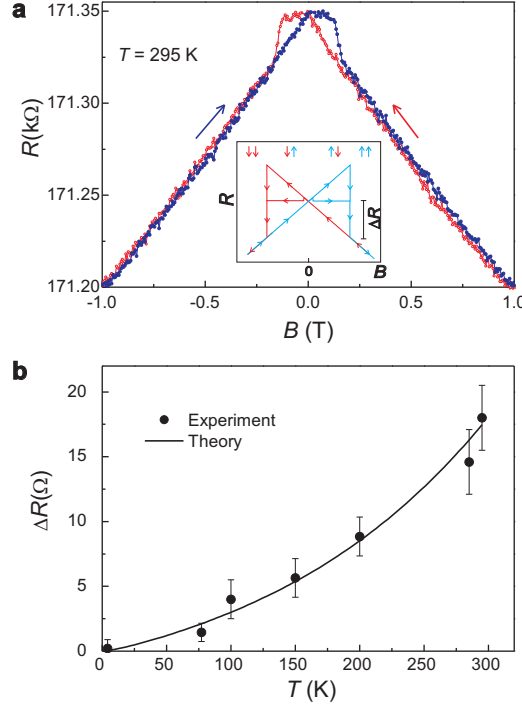 a
171.35
171.30
171.25
171.20
R(kΩ)
T = 295 K
↓↓ ↓↑ ↑↓ ↑↑
R
ΔR
0
B
-1.0 -0.5 0.0 0.5 1.0
B (T)
b
20
15
10
5
0
ΔR(Ω)
Experiment
Theory
0 50 100 150 200 250 300
T (K)